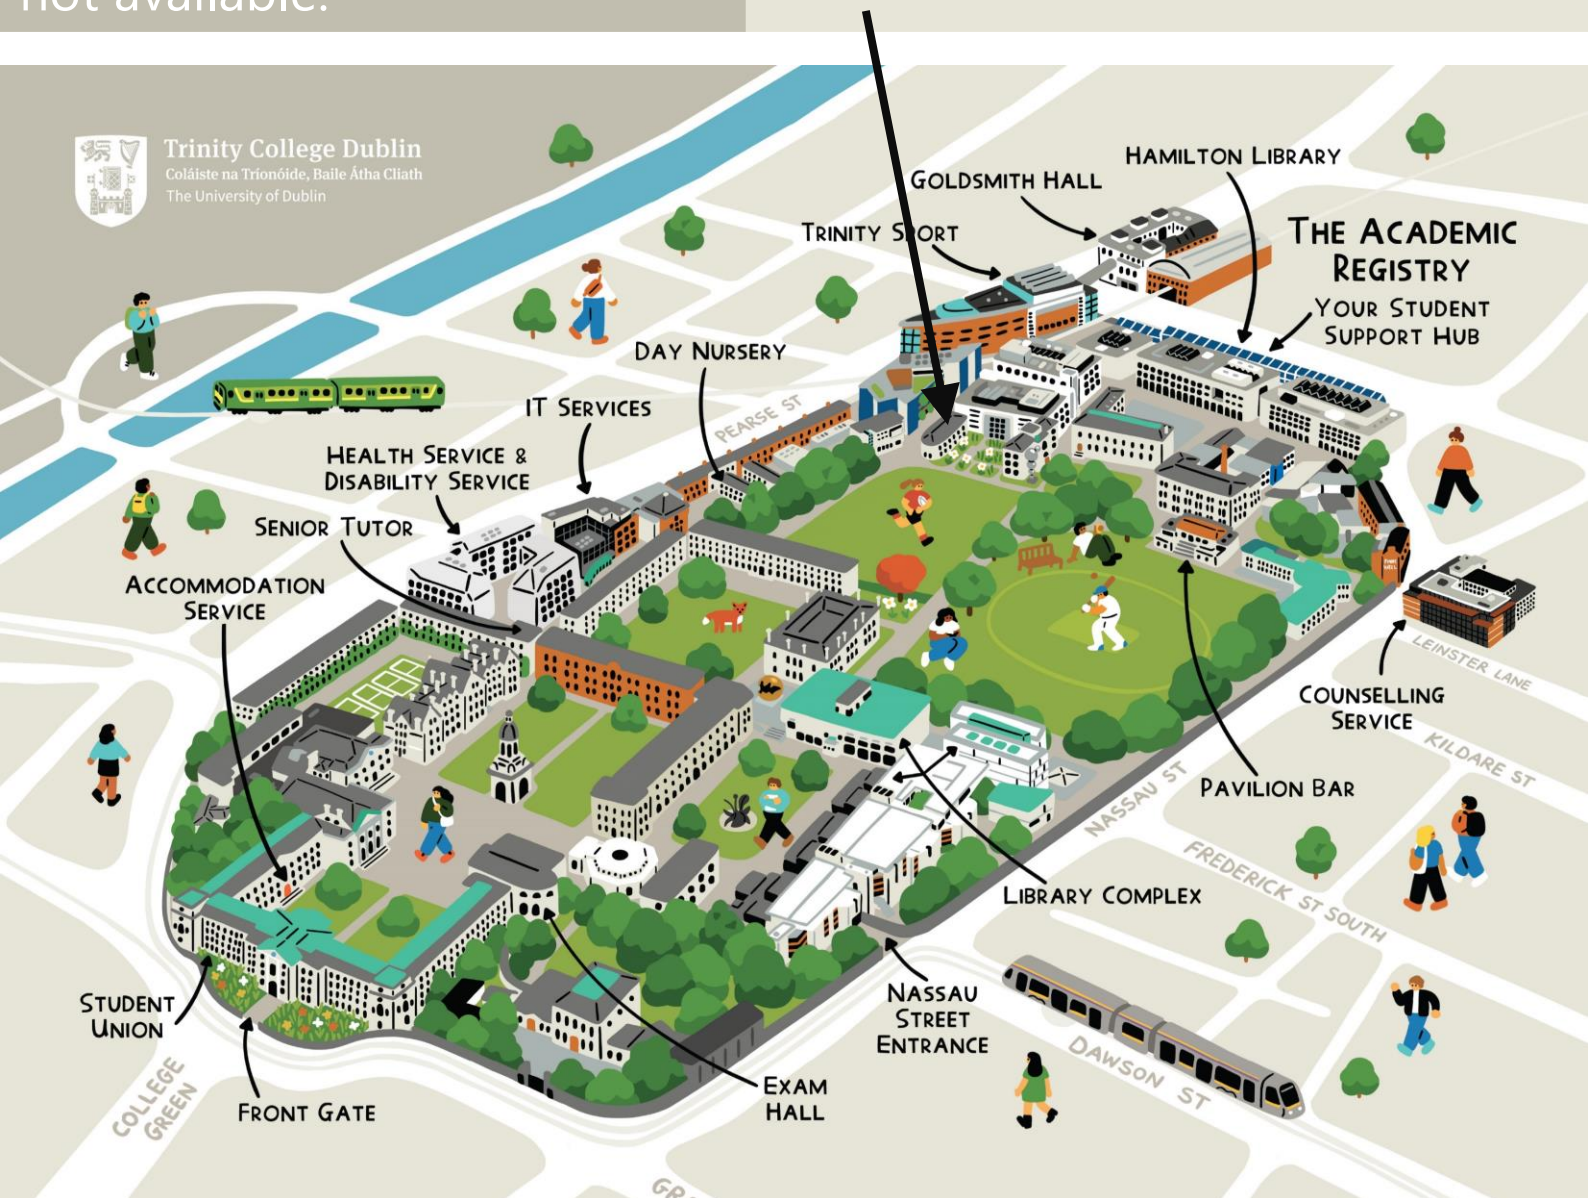 not available.
Trinity College Dublin
Coláiste na Tríonóide, Baile Átha Cliath
The University of Dublin
HAMILTON LIBRARY
GOLDSMITH HALL
THE ACADEMIC
REGISTRY
TRINITY SPORT
YOUR STUDENT
SUPPORT HUB
DAY NURSERY
IT SERVICES
PEARSE ST
HEALTH SERVICE &
DISABILITY SERVICE
SENIOR TUTOR
ACCOMMODATION
SERVICE
LEINSTER LANE
COUNSELLING
SERVICE
KILDARE ST
PAVILION BAR
NASSAU ST
FREDERICK ST SOUTH
LIBRARY COMPLEX
STUDENT
UNION
NASSAU
STREET
ENTRANCE
DAWSON ST
COLLEGE
GREEN
FRONT GATE
EXAM
HALL